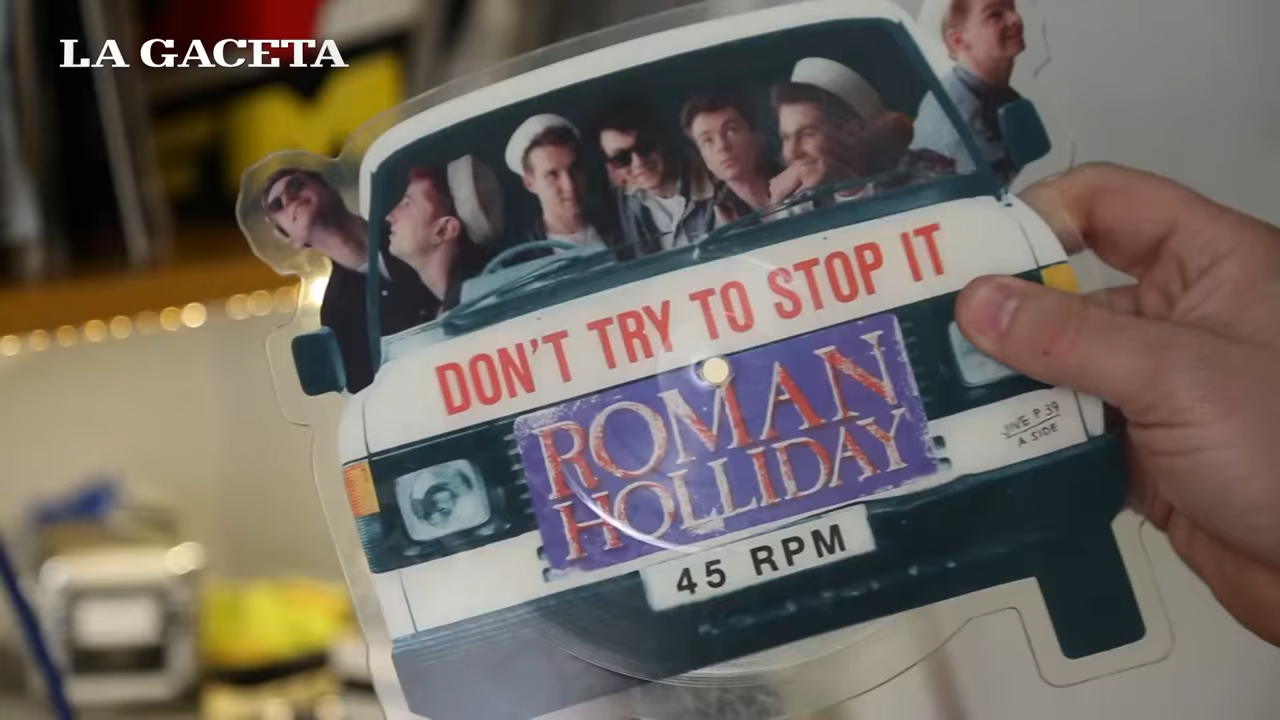 LA GACETA
DON'T TRY TO STOP IT
ROMAN
HOLLIDAY
JIVE P 39
A SIDE
45 RPM